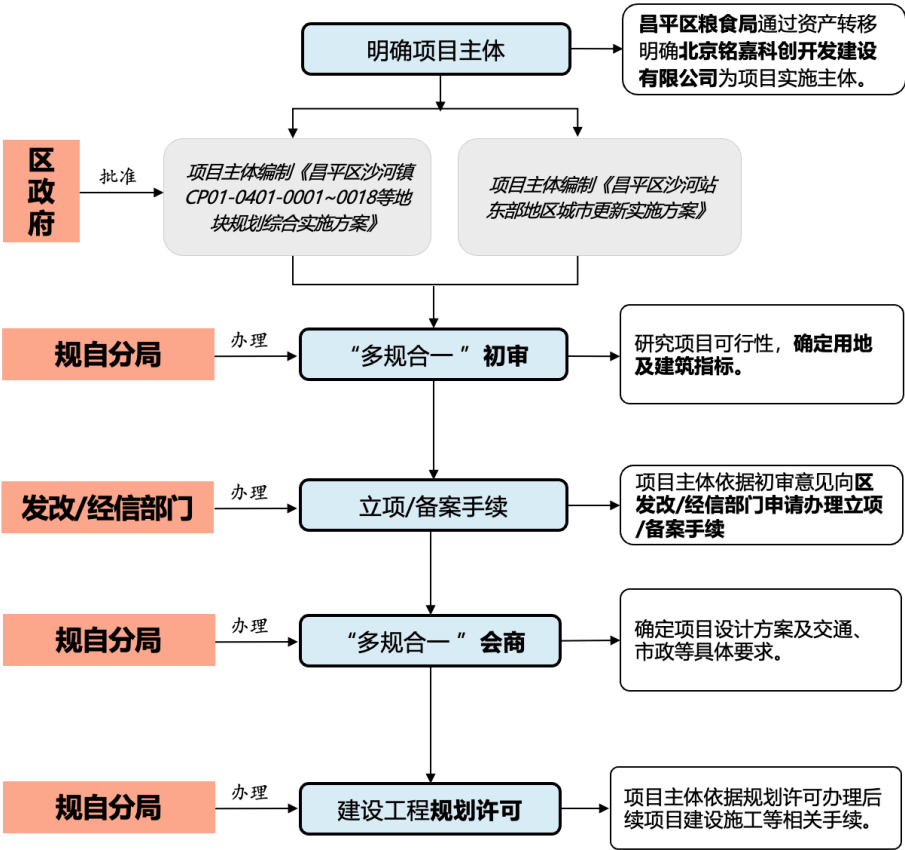 明确项目主体
昌平区粮食局通过资产转移
明确北京铭嘉科创开发建设
有限公司为项目实施主体。
区
政
府
批准
项目主体编制《昌平区沙河镇
CP01-0401-0001~0018等地
块规划综合实施方案》
项目主体编制《昌平区沙河站
东部地区城市更新实施方案》
规自分局
办理
“多规合一 ”初审
研究项目可行性，确定用地
及建筑指标。
发改/经信部门
办理
立项/备案手续
项目主体依据初审意见向区
发改/经信部门申请办理立项
/备案手续
规自分局
办理
“多规合一 ”会商
确定项目设计方案及交通、
市政等具体要求。
规自分局
办理
建设工程规划许可
项目主体依据规划许可办理后
续项目建设施工等相关手续。